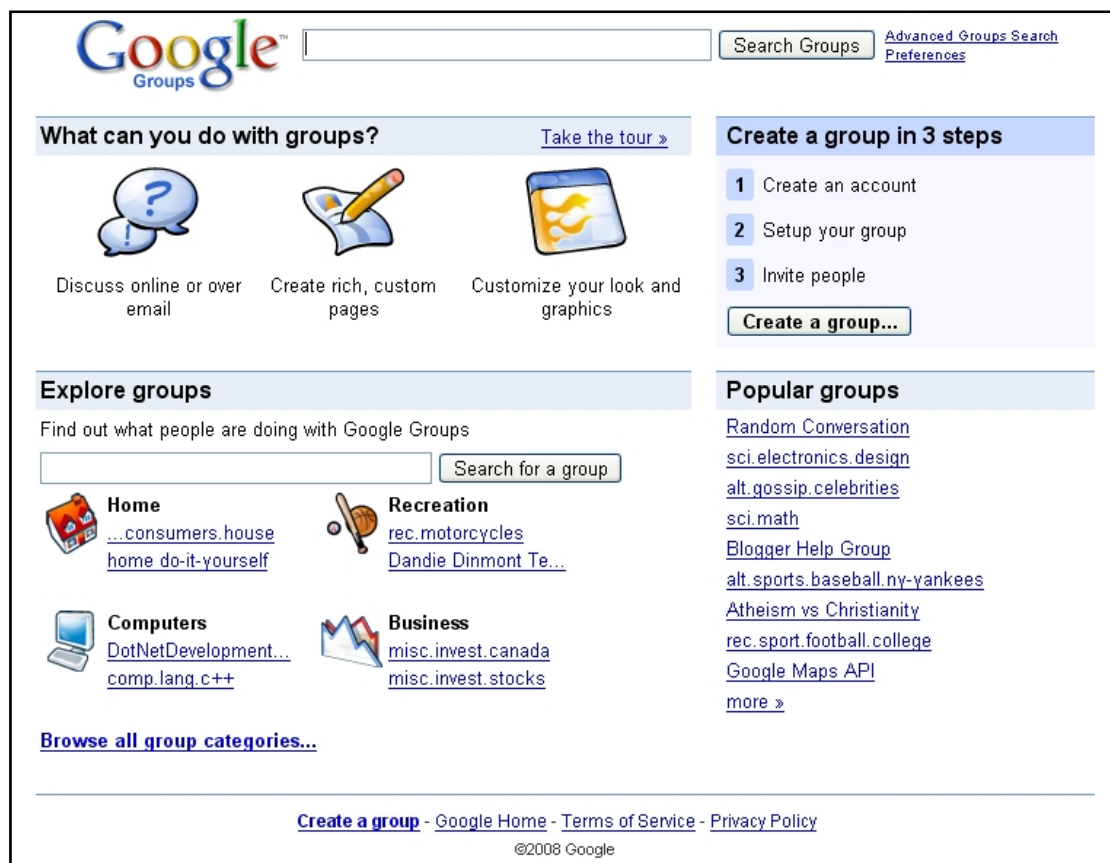 Google™
Groups
Search Groups
Advanced Groups Search
Preferences
What can you do with groups?
Take the tour »
Discuss online or over
email
Create rich, custom
pages
Customize your look and
graphics
Create a group in 3 steps
1 Create an account
2 Setup your group
3 Invite people
Create a group...
Explore groups
Find out what people are doing with Google Groups
Search for a group
Home
...consumers.house
home do-it-yourself
Recreation
rec.motorcycles
Dandie Dinmont Te...
Computers
DotNetDevelopment...
comp.lang.c++
Business
misc.invest.canada
misc.invest.stocks
Browse all group categories...
Popular groups
Random Conversation
sci.electronics.design
alt.gossip.celebrities
sci.math
Blogger Help Group
alt.sports.baseball.ny-yankees
Atheism vs Christianity
rec.sport.football.college
Google Maps API
more »
Create a group - Google Home - Terms of Service - Privacy Policy
©2008 Google